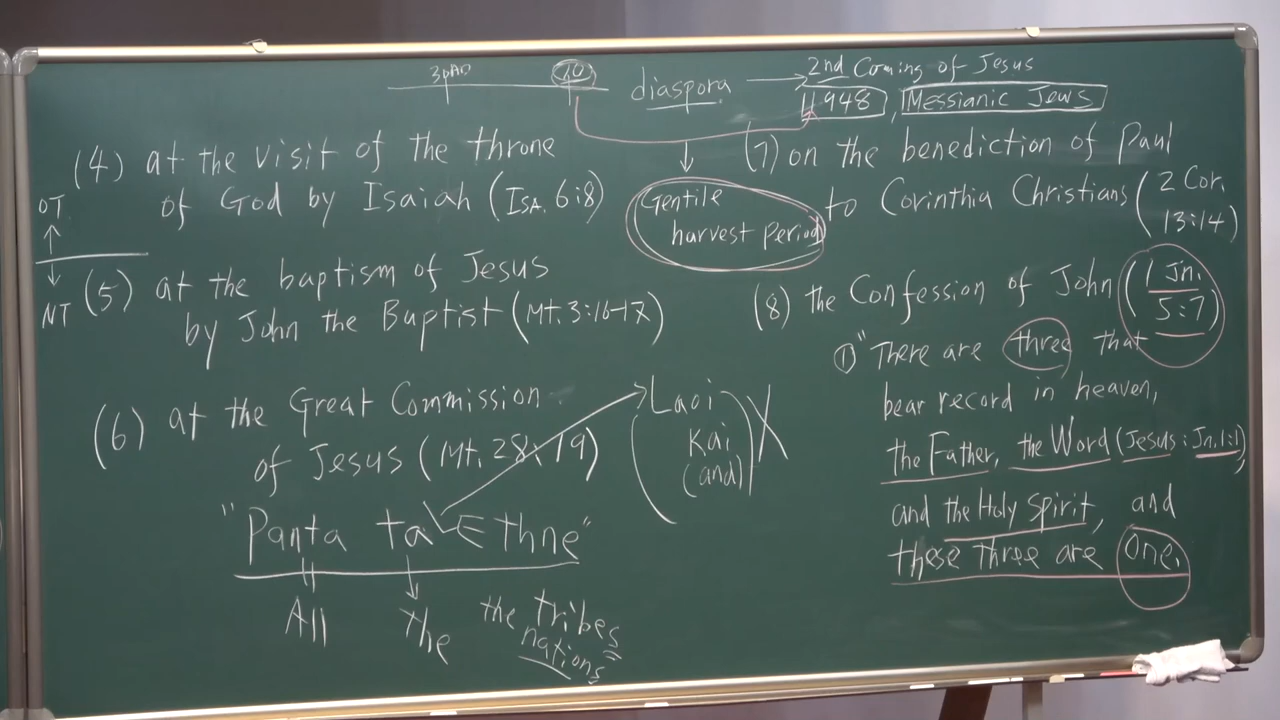 30AD 70 diaspora → 2nd Coming of Jesus
1948, Messianic Jews
(4) at the visit of the throne
of God by Isaiah (Isa. 6:8)
OT
NT
(5) at the baptism of Jesus
by John the Baptist (Mt. 3:16-17)
(6) at the Great Commission
of Jesus (Mt. 28:19)
"Panta ta Ethne"
All the the tribes
nations
Gentile
harvest period
Laoi
Kai
(and)
(7) on the benediction of Paul
to Corinthia Christians (2 Cor.
13:14)
(8) the Confession of John (1 Jn.
5:7)
① "There are three that
bear record in heaven,
the Father, the Word (Jesus: Jn. 1:1),
and the Holy Spirit, and
these three are one.